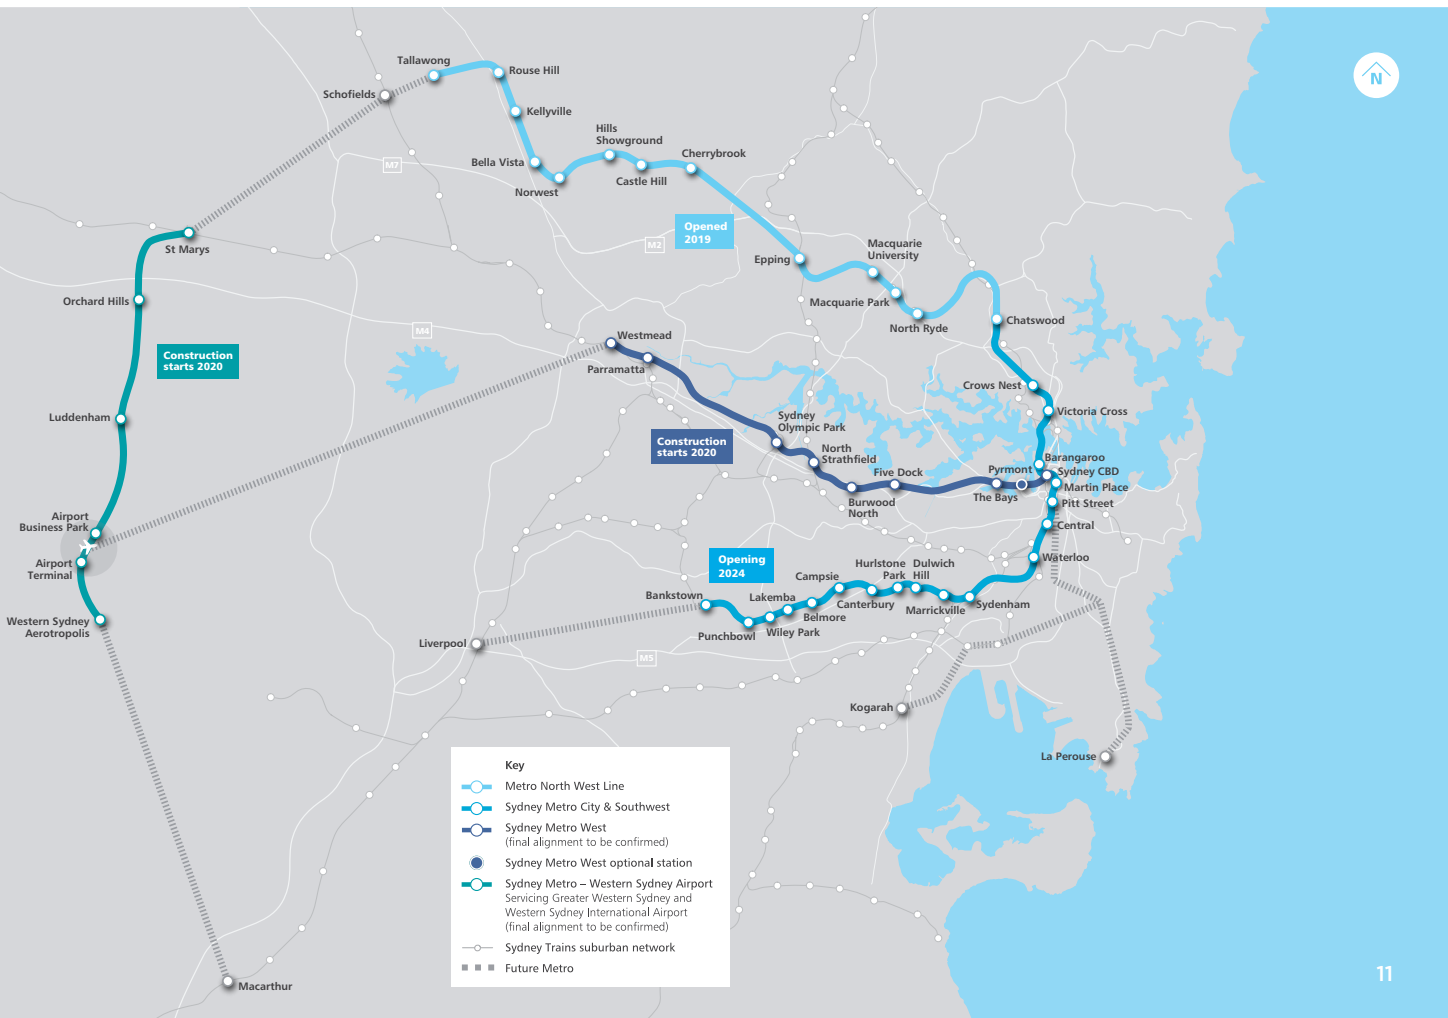 N
Tallawong
Rouse Hill
Schofields
Kellyville
Hills
Showground
Cherrybrook
M7
Bella Vista
Castle Hill
Norwest
Opened
2019
St Marys
M2
Macquarie
University
Epping
Orchard Hills
Macquarie Park
North Ryde
Chatswood
M4
Westmead
Construction
starts 2020
Parramatta
Crows Nest
Luddenham
Sydney
Olympic Park
Victoria Cross
Construction
starts 2020
North
Strathfield
Barangaroo
Five Dock
Pyrmont
Sydney CBD
Martin Place
The Bays
Burwood
North
Pitt Street
Airport
Business Park
Central
Airport
Terminal
Opening
2024
Waterloo
Hurlstone
Park
Dulwich
Hill
Campsie
Bankstown
Lakemba
Canterbury
Marrickville
Sydenham
Belmore
Western Sydney
Aerotropolis
Punchbowl
Wiley Park
Liverpool
M5
Kogarah
La Perouse
Macarthur
Key
Metro North West Line
Sydney Metro City & Southwest
Sydney Metro West
(final alignment to be confirmed)
Sydney Metro West optional station
Sydney Metro – Western Sydney Airport
Servicing Greater Western Sydney and
Western Sydney International Airport
(final alignment to be confirmed)
Sydney Trains suburban network
Future Metro
11